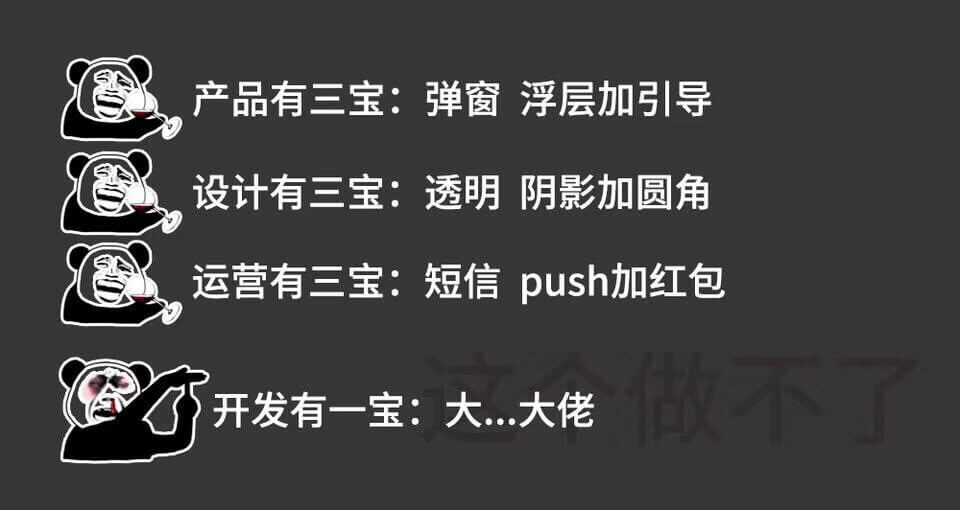 产品有三宝：弹窗 浮层加引导
设计有三宝：透明 阴影加圆角
运营有三宝：短信 push加红包
这个做不了
开发有一宝：大...大佬